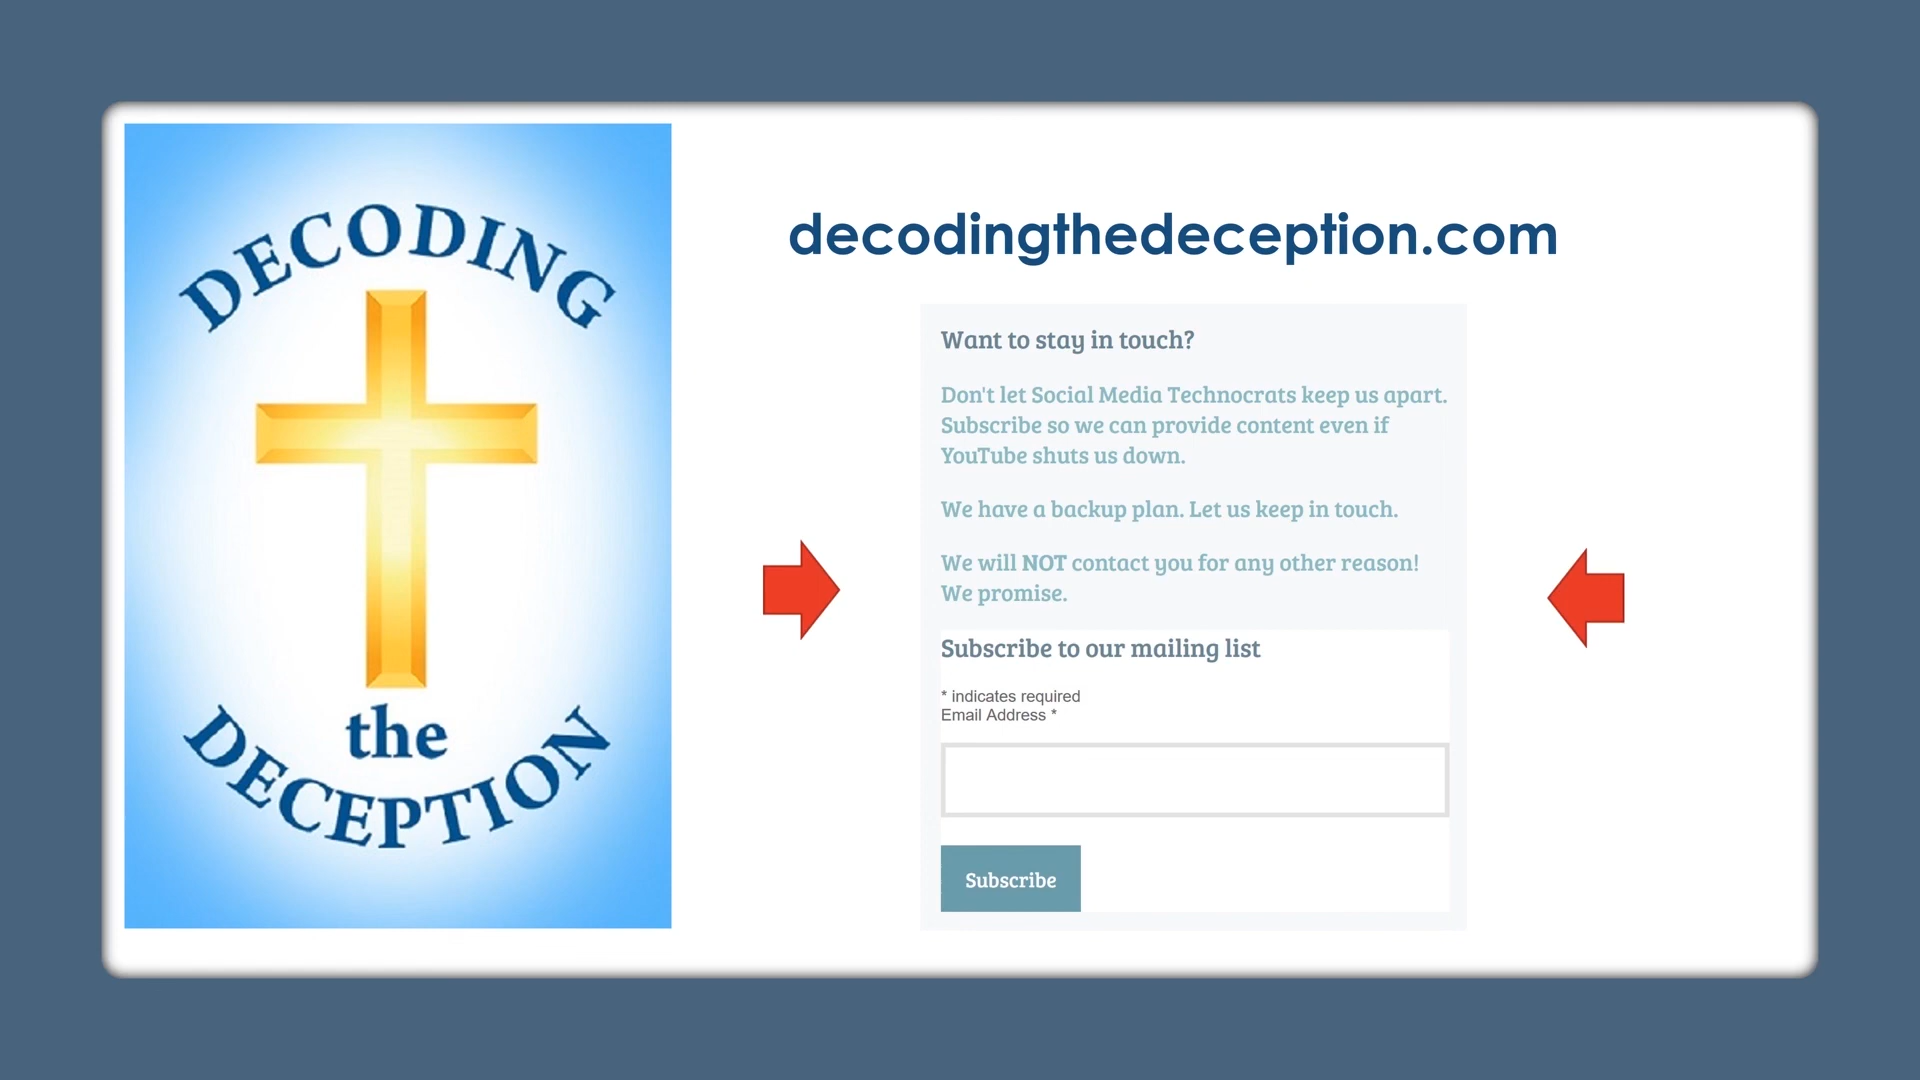 DECODING
the
DECEPTION
decodingthedeception.com
Want to stay in touch?
Don't let Social Media Technocrats keep us apart.
Subscribe so we can provide content even if
YouTube shuts us down.
We have a backup plan. Let us keep in touch.
We will NOT contact you for any other reason!
We promise.
Subscribe to our mailing list
* indicates required
Email Address *
Subscribe